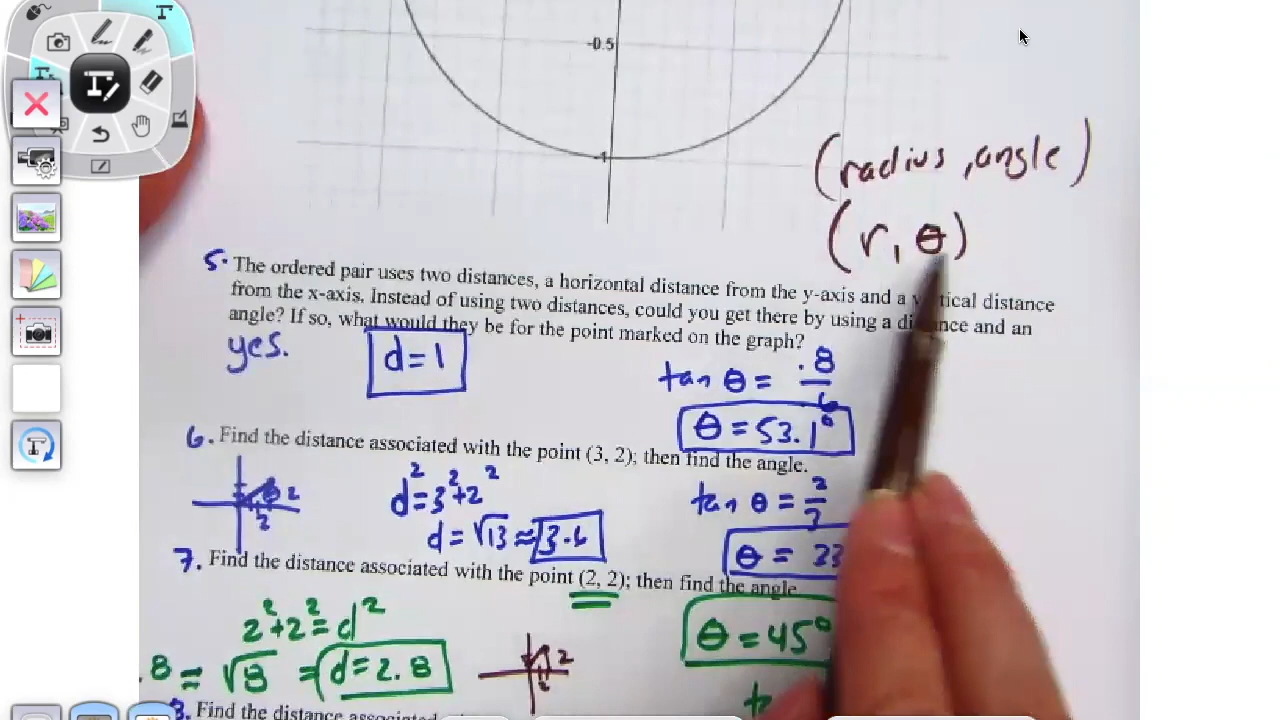 -0.5
-1
(radius, angle)
(r, θ)
5. The ordered pair uses two distances, a horizontal distance from the y-axis and a distance
from the x-axis. Instead of using two distances, could you get there by using a and an
angle? If so, what would they be for the point marked on the graph?
yes.
d=1
tan θ = .8
θ = 53.1°
6. Find the distance associated with the point (3, 2); then find the angle.
2
d²=3²+2²
d = √13 ≈ 3.6
tan θ = 2/3
θ = 33
7. Find the distance associated with the point (2, 2); then find the angle
2²+2²=d²
.8 = √8 = d=2.8
2
2
θ = 45°
8. Find the distance